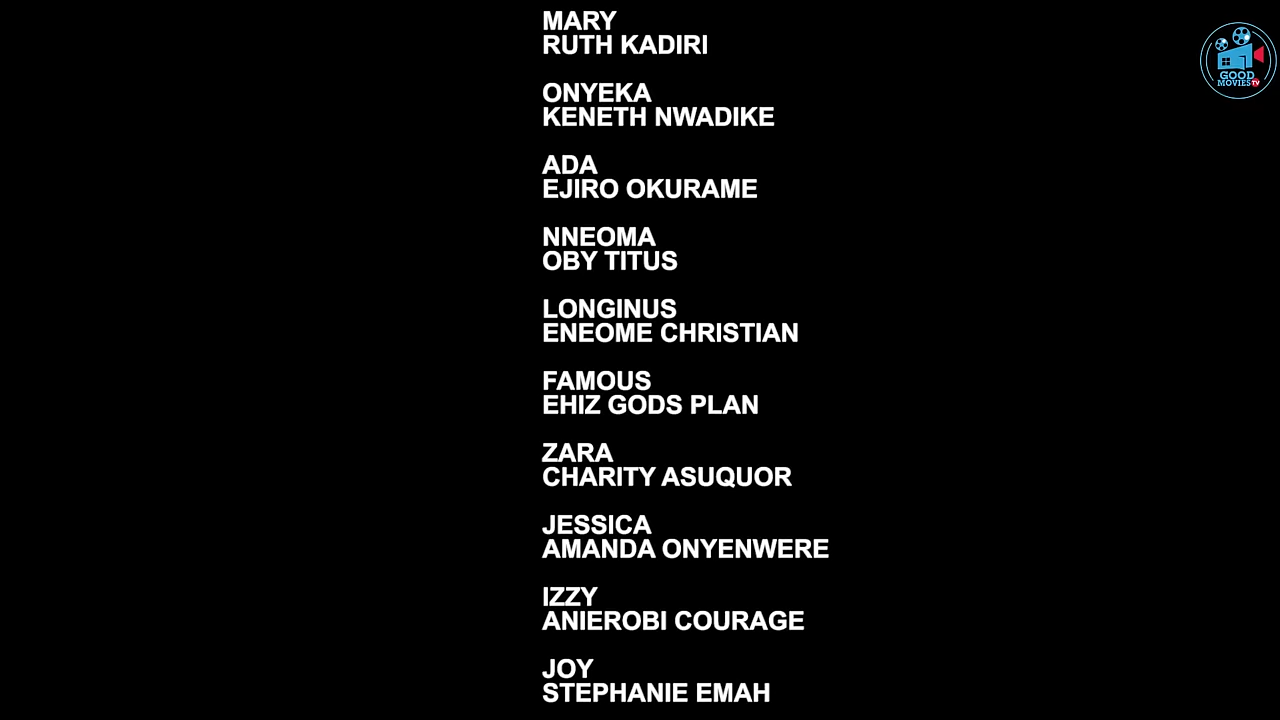 MARY
RUTH KADIRI
ONYEKA
KENETH NWADIKE
ADA
EJIRO OKURAME
NNEOMA
OBY TITUS
LONGINUS
ENEOME CHRISTIAN
FAMOUS
EHIZ GODS PLAN
ZARA
CHARITY ASUQUOR
JESSICA
AMANDA ONYENWERE
IZZY
ANIEROBI COURAGE
JOY
STEPHANIE EMAH
GOOD
MOVIES TV